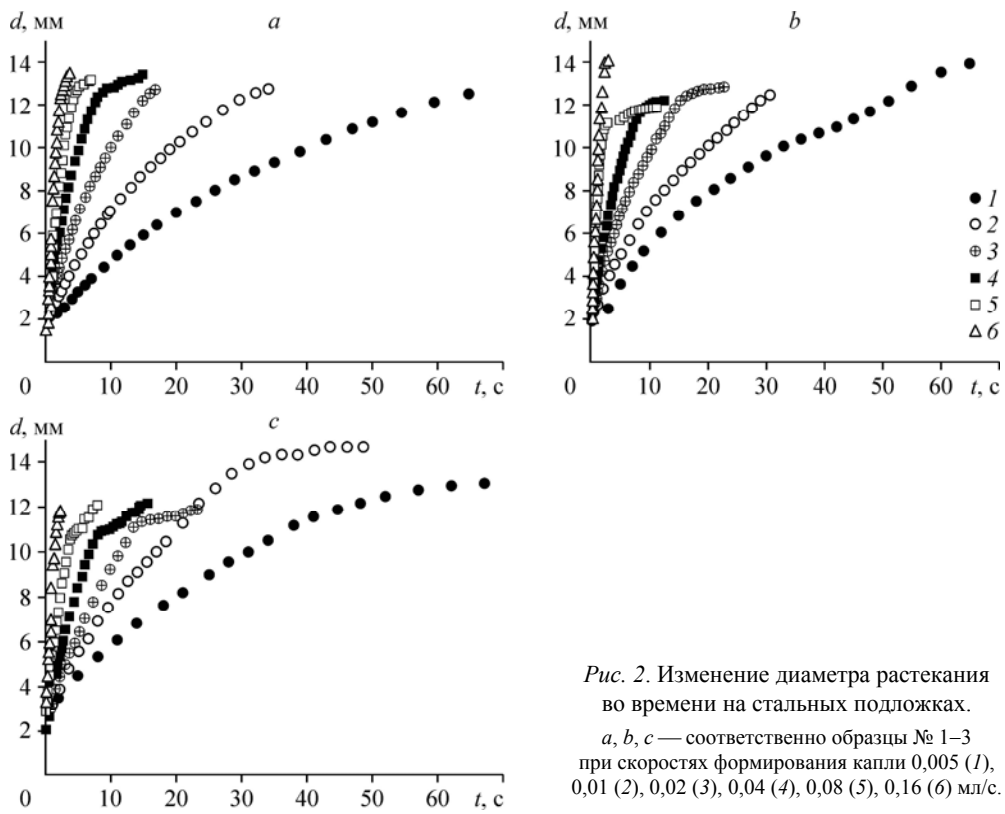 d, мм
a
14
12
10
8
6
4
2
0
10 20 30 40 50 60 t, с
d, мм
b
14
12
10
8
6
4
2
0
10 20 30 40 50 60 t, с
1
2
3
4
5
6
d, мм
c
14
12
10
8
6
4
2
0
10 20 30 40 50 60 t, с
Рис. 2. Изменение диаметра растекания
во времени на стальных подложках.
a, b, c — соответственно образцы № 1–3
при скоростях формирования капли 0,005 (1),
0,01 (2), 0,02 (3), 0,04 (4), 0,08 (5), 0,16 (6) мл/с.